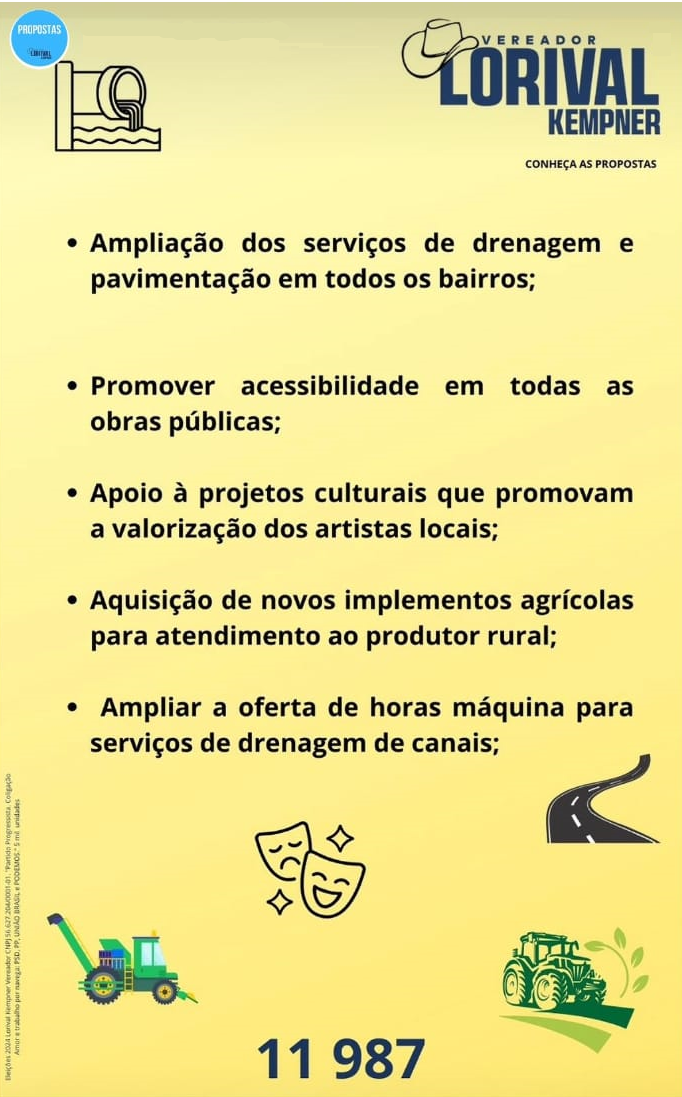 PROPOSTAS
LORIVAL
VEREADOR
LORIVAL
KEMPNER
CONHEÇA AS PROPOSTAS
• Ampliação dos serviços de drenagem e
pavimentação em todos os bairros;
• Promover acessibilidade em todas as
obras públicas;
• Apoio à projetos culturais que promovam
a valorização dos artistas locais;
• Aquisição de novos implementos agrícolas
para atendimento ao produtor rural;
• Ampliar a oferta de horas máquina para
serviços de drenagem de canais;
Eleições 2024 Lorival Kempner Vereador CNPJ 56.627.204/0001-01. "Partido Progressista. Coligação
Amor e trabalho por navega: PSD, PP, UNIÃO BRASIL e PODEMOS." 5 mil unidades
11 987